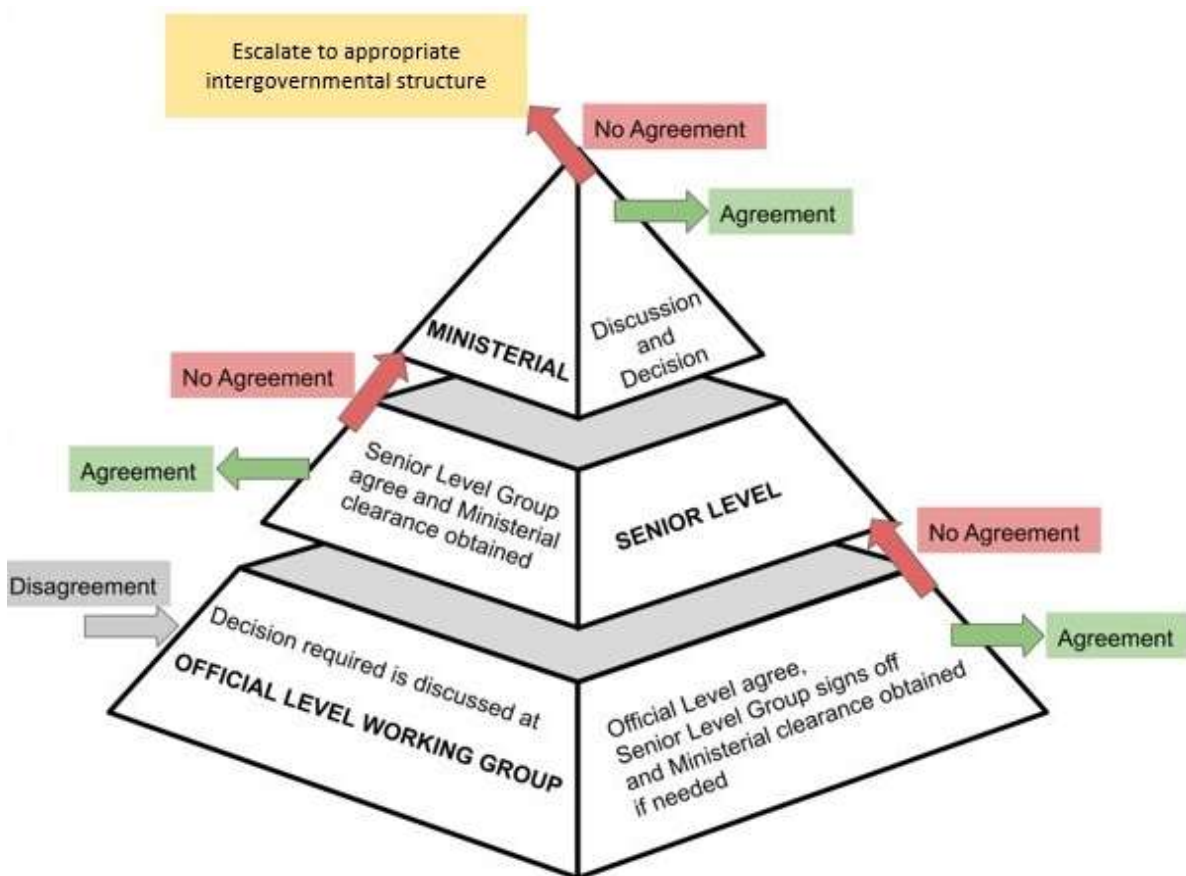 Escalate to appropriate
intergovernmental structure
No Agreement
Agreement
MINISTERIAL
Discussion
and
Decision
No Agreement
Agreement
Senior Level Group
agree and Ministerial
clearance obtained
SENIOR LEVEL
No Agreement
Agreement
Disagreement
Decision required is discussed at
OFFICIAL LEVEL WORKING GROUP
Official Level agree,
Senior Level Group signs off
and Ministerial clearance obtained
if needed